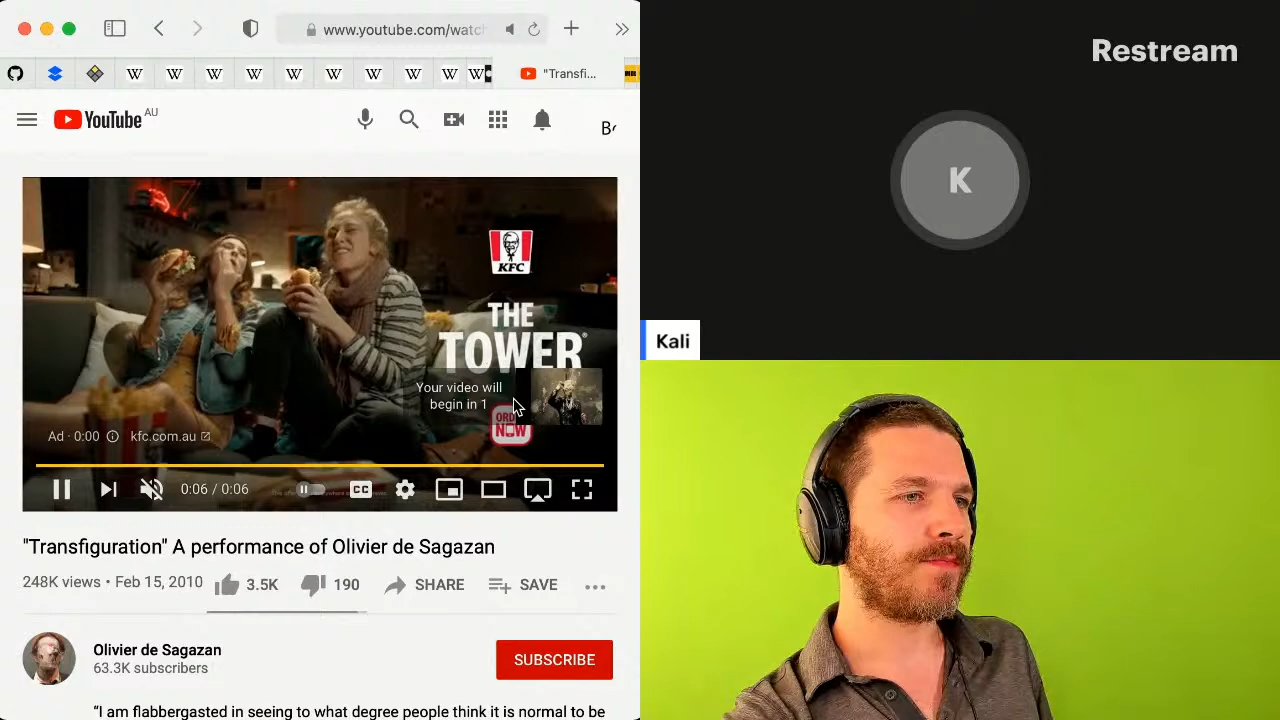 www.youtube.com/watc
"Transfi...
YouTube AU
KFC
THE
TOWER
Your video will
begin in 1
ORD
NOW
Ad · 0:00
kfc.com.au
0:06 / 0:06
CC
"Transfiguration" A performance of Olivier de Sagazan
248K views • Feb 15, 2010
3.5K
190
SHARE
SAVE
Olivier de Sagazan
63.3K subscribers
SUBSCRIBE
“I am flabbergasted in seeing to what degree people think it is normal to be
Restream
K
Kali